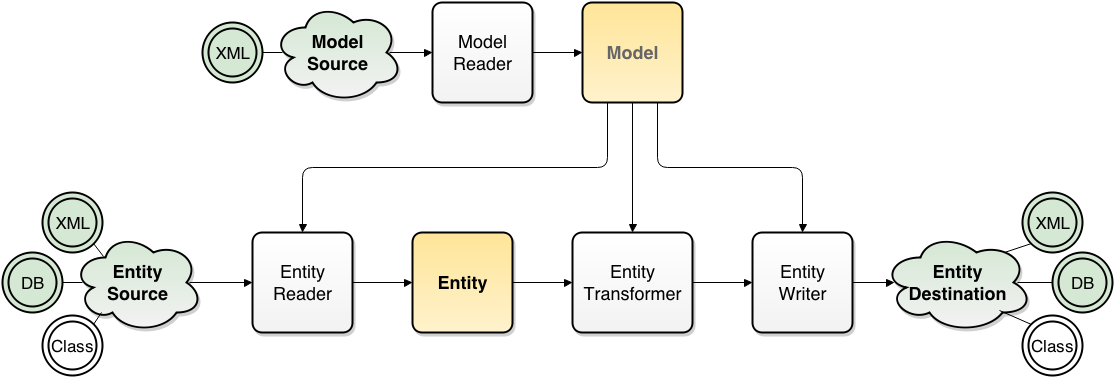 XML
Model
Source
Model
Reader
Model
XML
DB
Class
Entity
Source
Entity
Reader
Entity
Entity
Transformer
Entity
Writer
Entity
Destination
XML
DB
Class